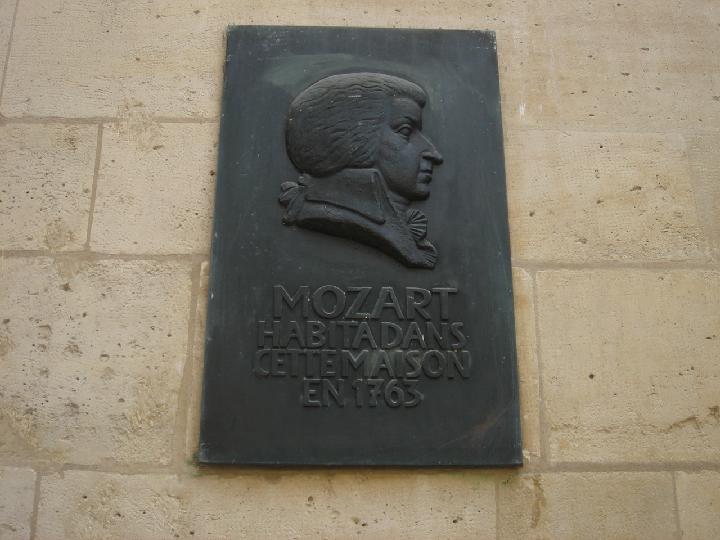 MOZART
HABITA DANS
CETTE MAISON
EN 1763